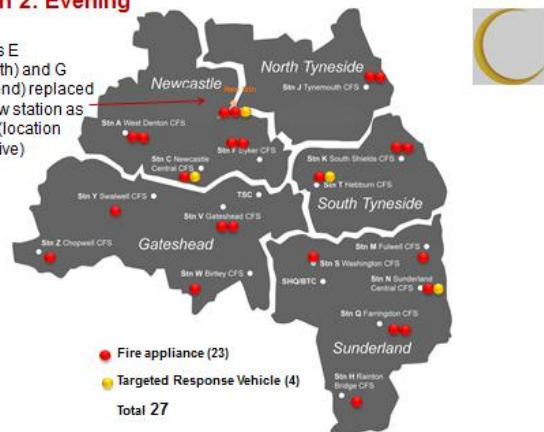 n 2: Evening
s E
th) and G
nd) replaced
w station as
(location
ive)
Newcastle
North Tyneside
Stn J Tynemouth CFS
Stn A West Denton CFS
Stn F Byker CFS
Stn C Newcastle
Central CFS
Stn K South Shields CFS
Stn T Hebburn CFS
South Tyneside
Stn Y Swalwell CFS
TSC
Stn V Gateshead CFS
Gateshead
Stn Z Chopwell CFS
Stn W Birtley CFS
Stn M Fulwell CFS
Stn S Washington CFS
SHQ/BTC
Stn N Sunderland
Central CFS
Stn Q Farringdon CFS
Sunderland
Stn H Rainton
Bridge CFS
Fire appliance (23)
Targeted Response Vehicle (4)
Total 27